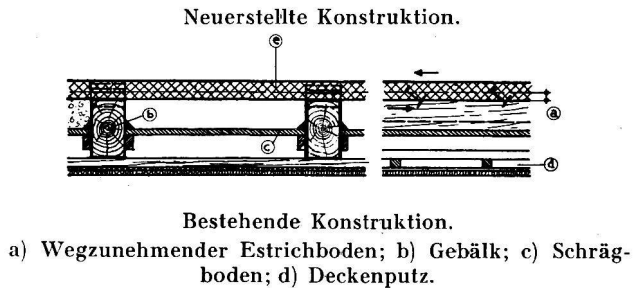 Neuerstellte Konstruktion.
e
b
c
a
d
Bestehende Konstruktion.
a) Wegzunehmender Estrichboden; b) Gebälk; c) Schräg-
boden; d) Deckenputz.